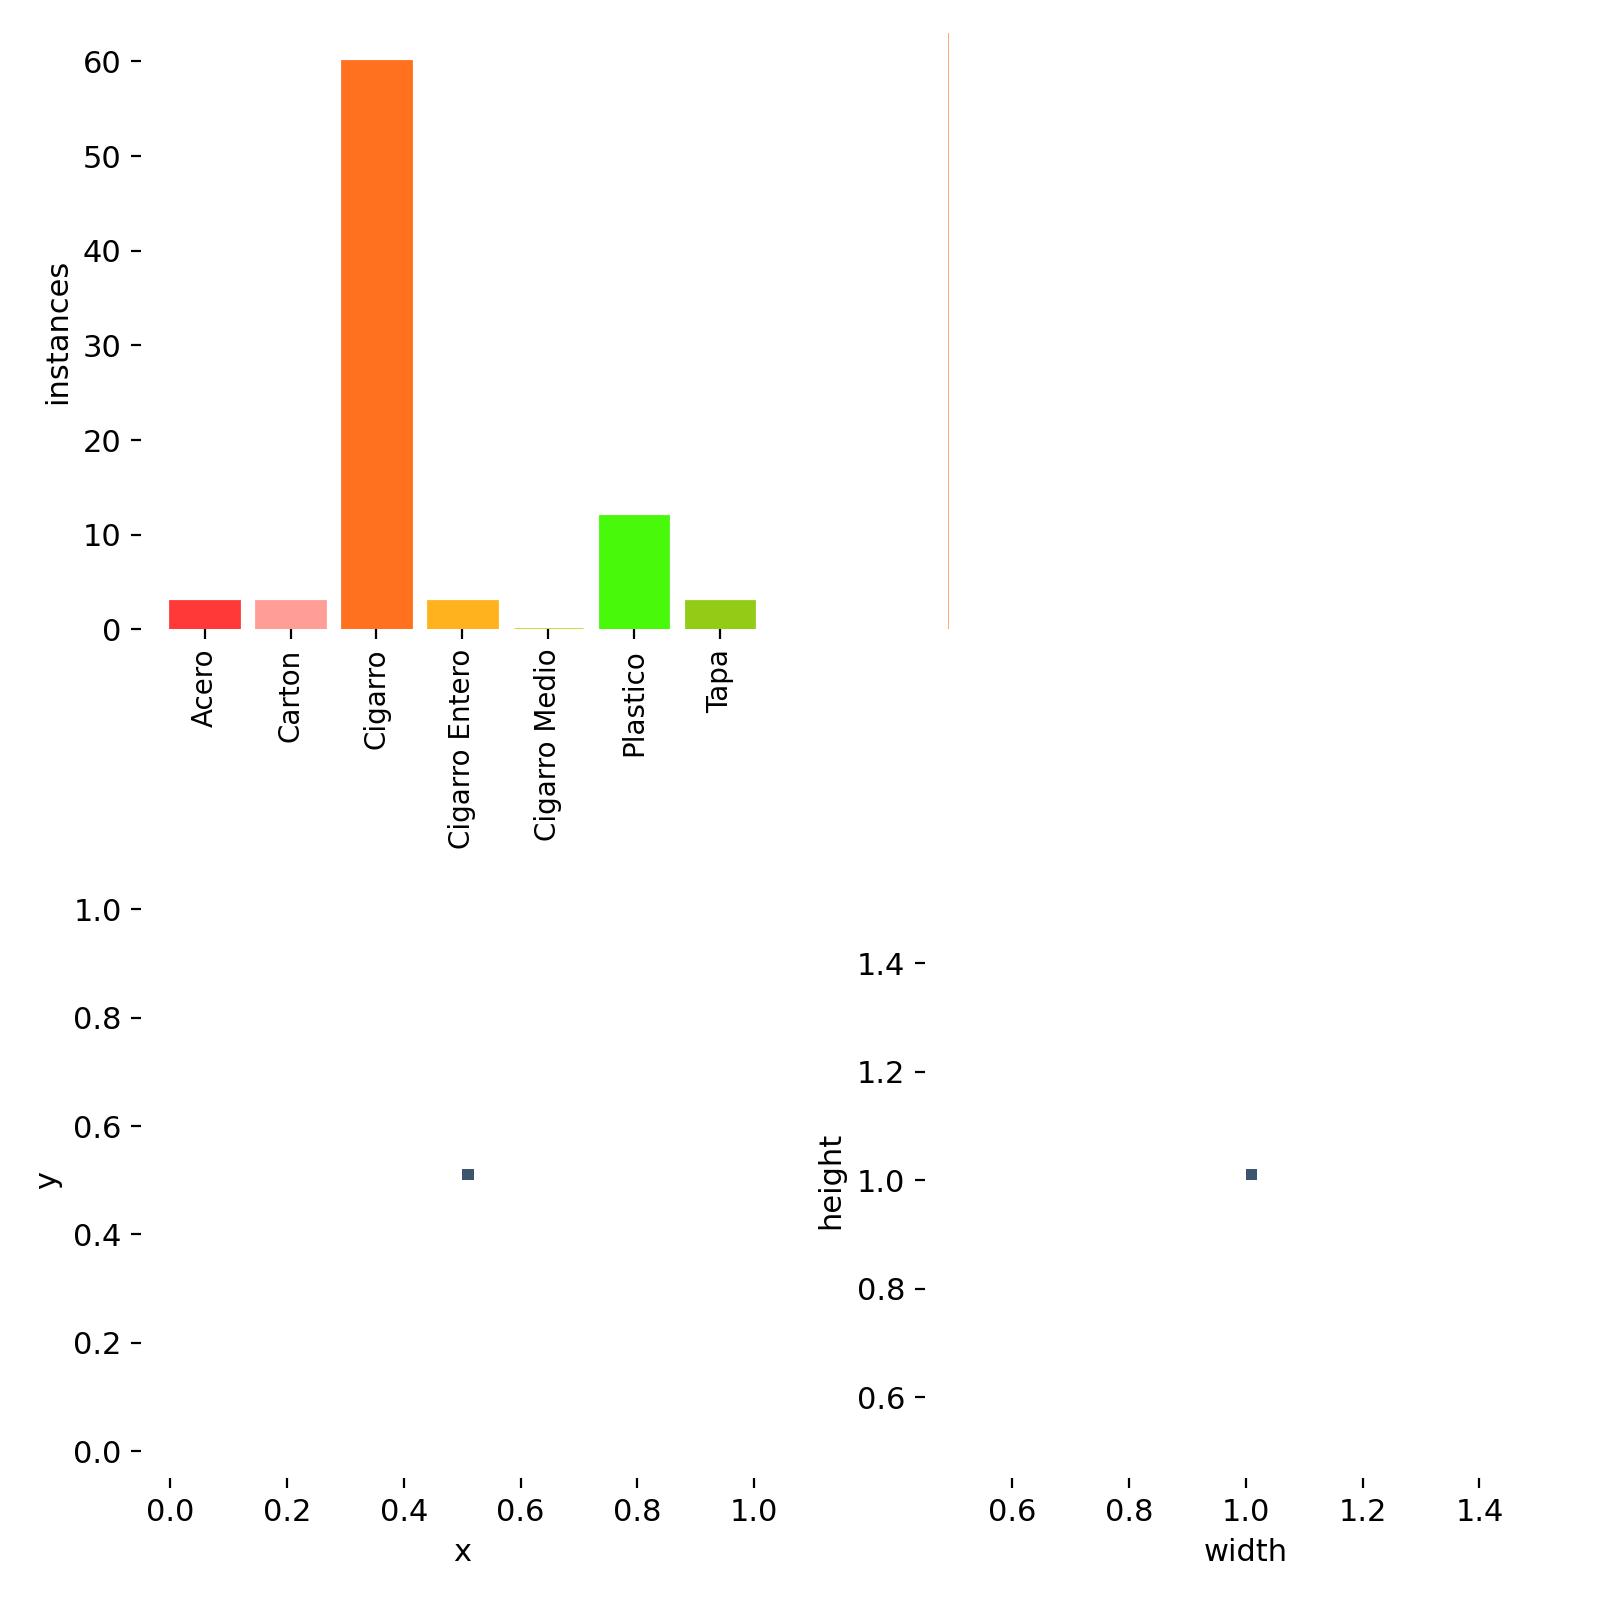 60
50
40
30
20
10
0
instances
Acero
Carton
Cigarro
Cigarro Entero
Cigarro Medio
Plastico
Tapa
1.0
0.8
0.6
0.4
0.2
0.0
y
0.0 0.2 0.4 0.6 0.8 1.0
x
1.4
1.2
1.0
0.8
0.6
height
0.6 0.8 1.0 1.2 1.4
width